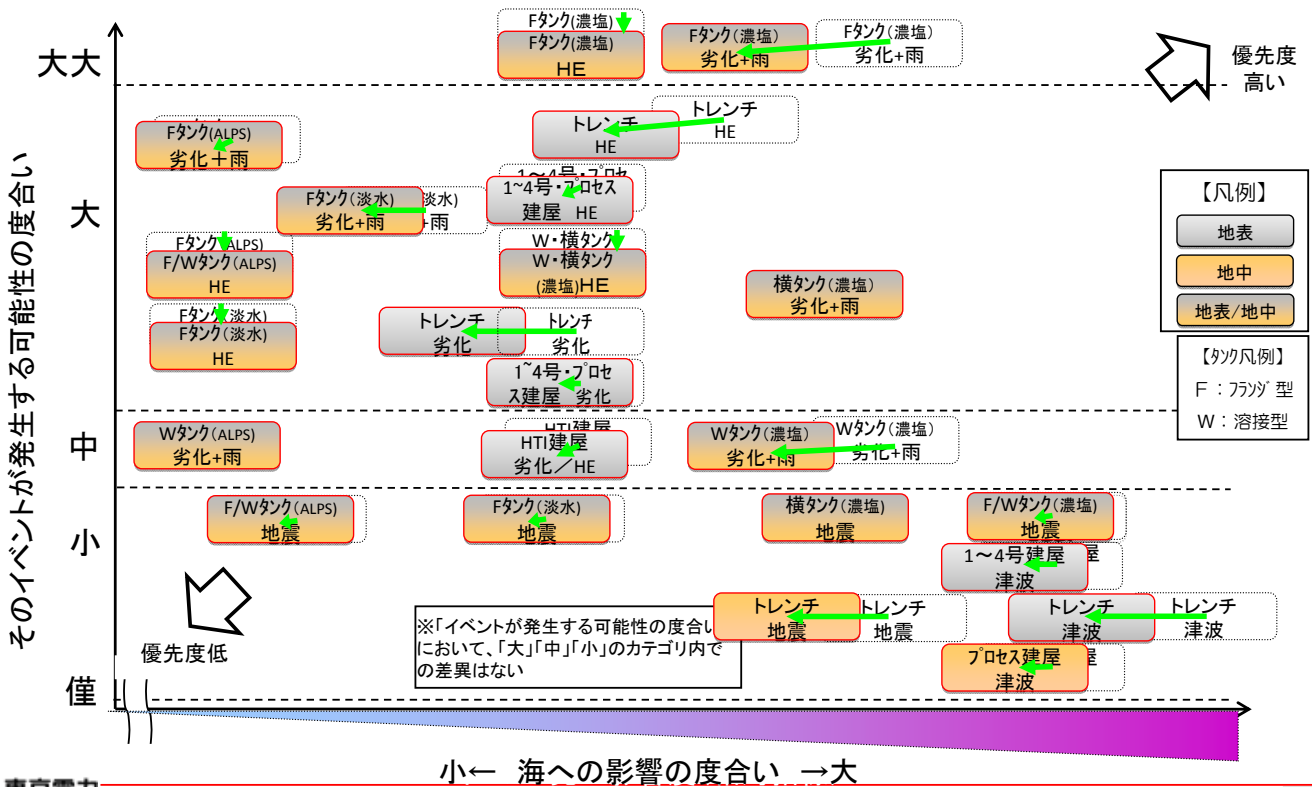 そのイベントが発生する可能性の度合い
大大
大
中
小
僅
Fタンク(濃塩)
Fタンク(濃塩)
HE
Fタンク(濃塩)
劣化+雨
Fタンク(濃塩)
劣化+雨
優先度
高い
Fタンク(ALPS)
劣化＋雨
トレンチ
HE
トレンチ
HE
1～4号・プロセ
1~4号・プロセス
建屋 HE
Fタンク(淡水)
劣化+雨
淡水)
+雨
Fタンク(ALPS)
F/Wタンク(ALPS)
HE
W・横タンク
W・横タンク
(濃塩)HE
横タンク(濃塩)
劣化+雨
Fタンク(淡水)
Fタンク(淡水)
HE
トレンチ
劣化
トレンチ
劣化
1~4号・プロセ
ス建屋 劣化
【凡例】
地表
地中
地表/地中
【タンク凡例】
F：フランジ型
W：溶接型
Wタンク(ALPS)
劣化+雨
HTI建屋
HTI建屋
劣化／HE
Wタンク(濃塩)
劣化+雨
Wタンク(濃塩)
劣化+雨
F/Wタンク(ALPS)
地震
Fタンク(淡水)
地震
横タンク(濃塩)
地震
F/Wタンク(濃塩)
地震
1～4号建屋
津波
屋
トレンチ
地震
トレンチ
地震
トレンチ
津波
トレンチ
津波
プロセス建屋
津波
屋
優先度低
※「イベントが発生する可能性の度合い
において、「大」「中」「小」のカテゴリ内で
の差異はない
小← 海への影響の度合い →大